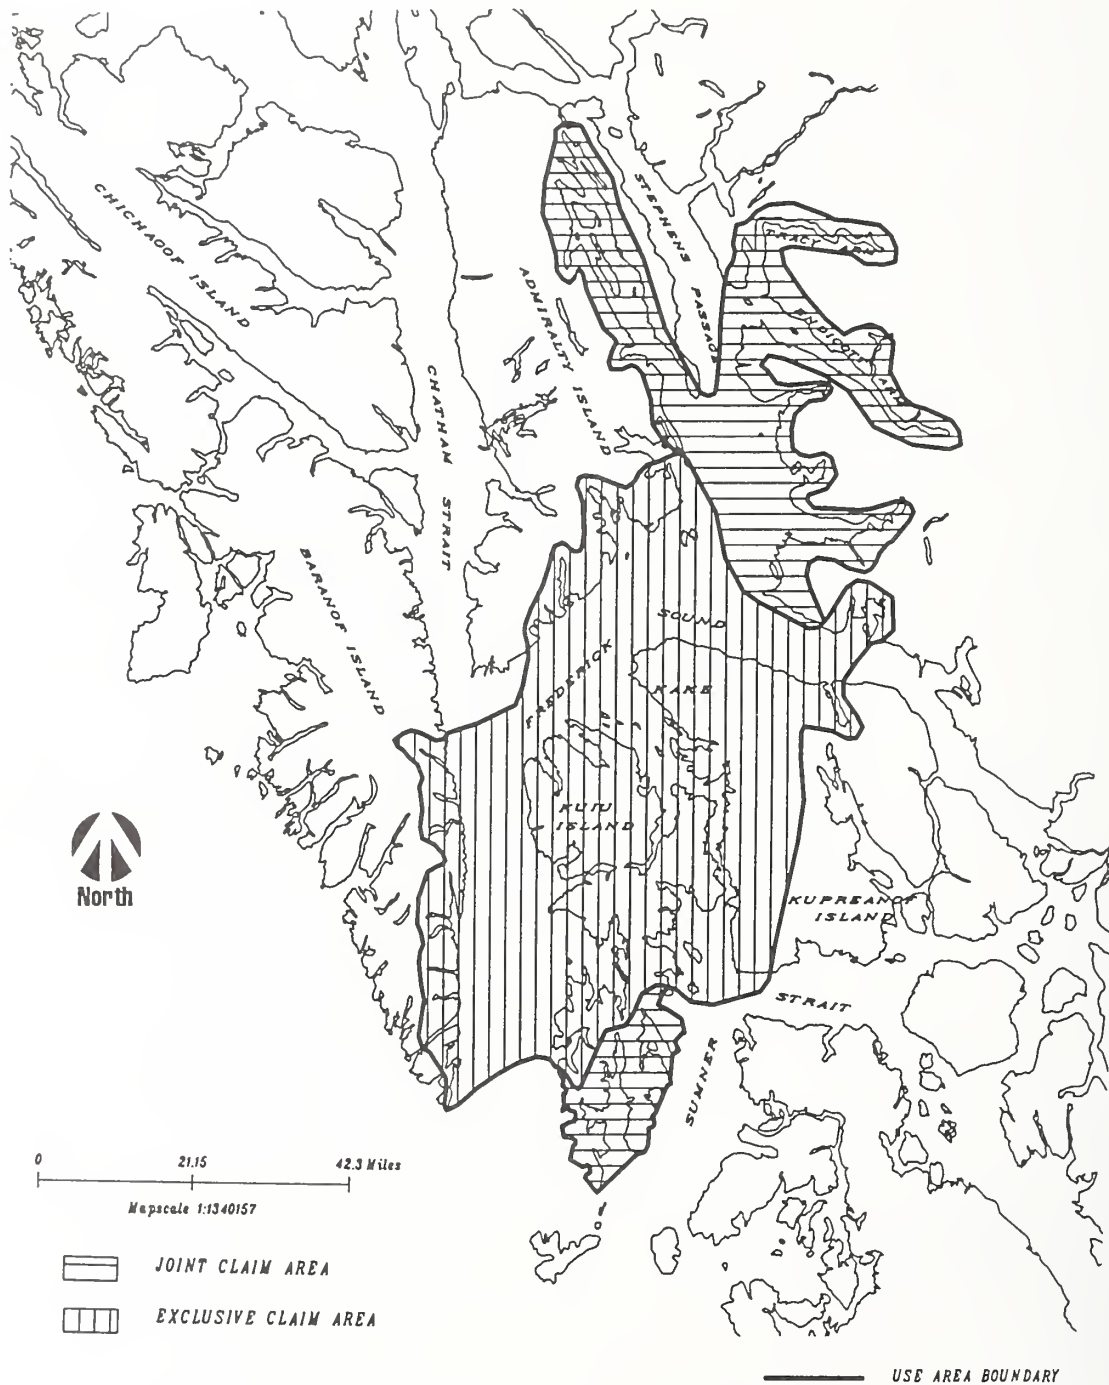 CHICHAGOF ISLAND
STEPHENS PASSAGE
TRACY ARM
ENDICOTT ARM
ADMIRALTY ISLAND
CHATHAM STRAIT
BARANOF ISLAND
FREDERICK SOUND
KAKE
KUIU
ISLAND
KUPREANOF
ISLAND
SUMNER STRAIT
North
0 21.15 42.3 Miles
Mapscale 1:1340157
JOINT CLAIM AREA
EXCLUSIVE CLAIM AREA
USE AREA BOUNDARY